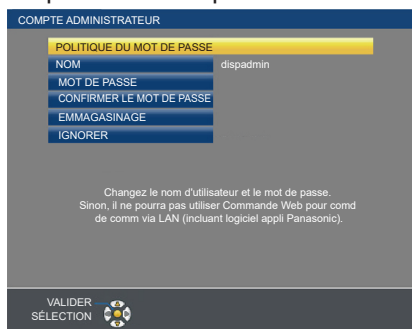 COMPTE ADMINISTRATEUR
POLITIQUE DU MOT DE PASSE
NOM dispadmin
MOT DE PASSE
CONFIRMER LE MOT DE PASSE
EMMAGASINAGE
IGNORER
Changez le nom d'utilisateur et le mot de passe.
Sinon, il ne pourra pas utiliser Commande Web pour comd
de comm via LAN (incluant logiciel appli Panasonic).
VALIDER
SÉLECTION